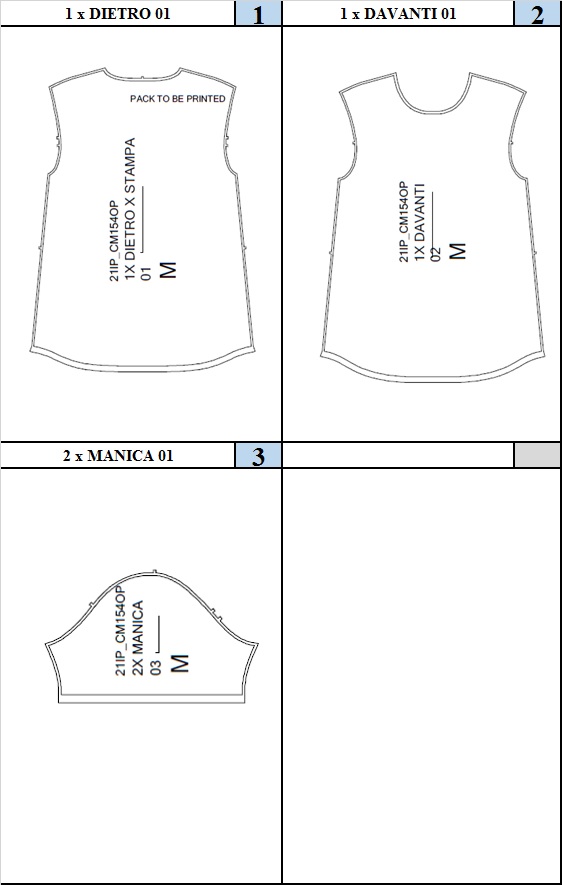 1 x DIETRO 01
1
1 x DAVANTI 01
2
PACK TO BE PRINTED
21IP_CM154OP
1X DIETRO X STAMPA
01
M
21IP_CM154OP
1X DAVANTI
02
M
2 x MANICA 01
3
21IP_CM154OP
2X MANICA
03
M